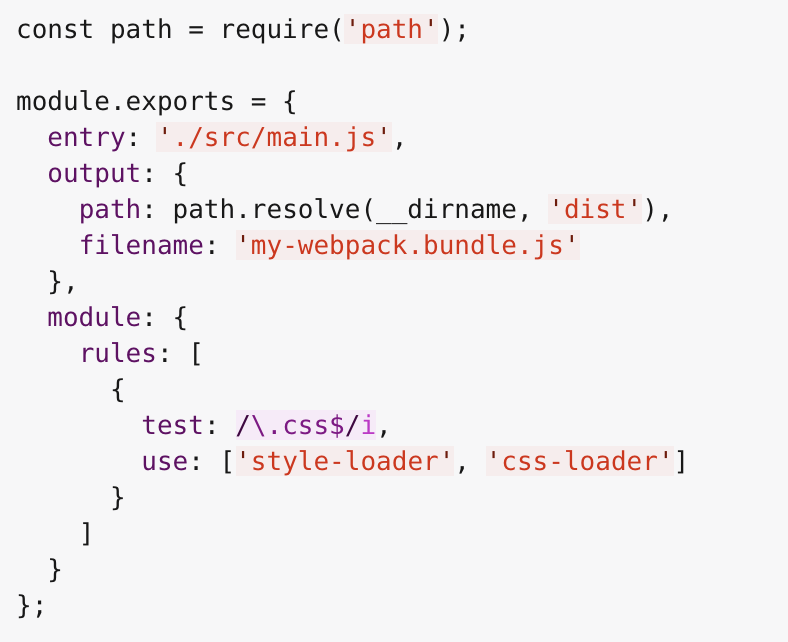 const path = require('path');

module.exports = {
  entry: './src/main.js',
  output: {
    path: path.resolve(__dirname, 'dist'),
    filename: 'my-webpack.bundle.js'
  },
  module: {
    rules: [
      {
        test: /\.css$/i,
        use: ['style-loader', 'css-loader']
      }
    ]
  }
};